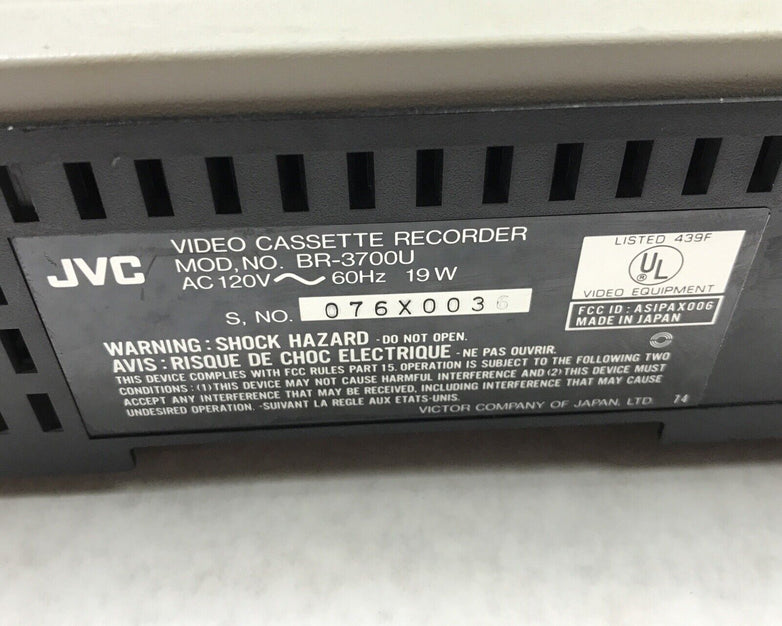 JVC
VIDEO CASSETTE RECORDER
MOD, NO. BR-3700U
AC 120V ～ 60Hz 19 W
S, NO. 076X0036
LISTED 439F
UL
VIDEO EQUIPMENT
FCC ID : ASIPAX006
MADE IN JAPAN
WARNING : SHOCK HAZARD - DO NOT OPEN.
AVIS : RISQUE DE CHOC ELECTRIQUE - NE PAS OUVRIR.
THIS DEVICE COMPLIES WITH FCC RULES PART 15. OPERATION IS SUBJECT TO THE FOLLOWING TWO
CONDITIONS : (1) THIS DEVICE MAY NOT CAUSE HARMFUL INTERFERENCE AND (2) THIS DEVICE MUST
ACCEPT ANY INTERFERENCE THAT MAY BE RECEIVED, INCLUDING INTERFERENCE THAT MAY CAUSE
UNDESIRED OPERATION. -SUIVANT LA REGLE AUX ETATS-UNIS.
VICTOR COMPANY OF JAPAN, LTD. 74